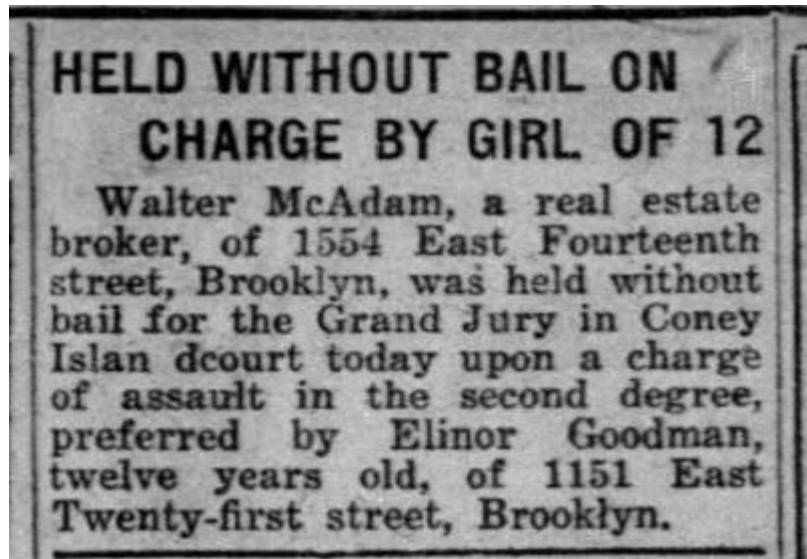 HELD WITHOUT BAIL ON
CHARGE BY GIRL OF 12
Walter McAdam, a real estate
broker, of 1554 East Fourteenth
street, Brooklyn, was held without
bail for the Grand Jury in Coney
Islan dcourt today upon a charge
of assault in the second degree,
preferred by Elinor Goodman,
twelve years old, of 1151 East
Twenty-first street, Brooklyn.